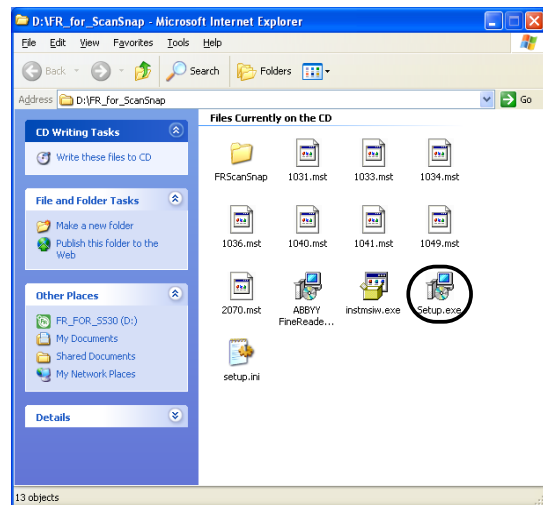 D:\FR_for_ScanSnap - Microsoft Internet Explorer
File Edit View Favorites Tools Help
Back Search Folders
Address D:\FR_for_ScanSnap Go
Files Currently on the CD
CD Writing Tasks
Write these files to CD
File and Folder Tasks
Make a new folder
Publish this folder to the
Web
Other Places
FR_FOR_SS30 (D:)
My Documents
Shared Documents
My Network Places
Details
FRScanSnap 1031.mst 1033.mst 1034.mst
1036.mst 1040.mst 1041.mst 1049.mst
2070.mst ABBYY instmsiw.exe Setup.exe
FineReade...
setup.ini
13 objects